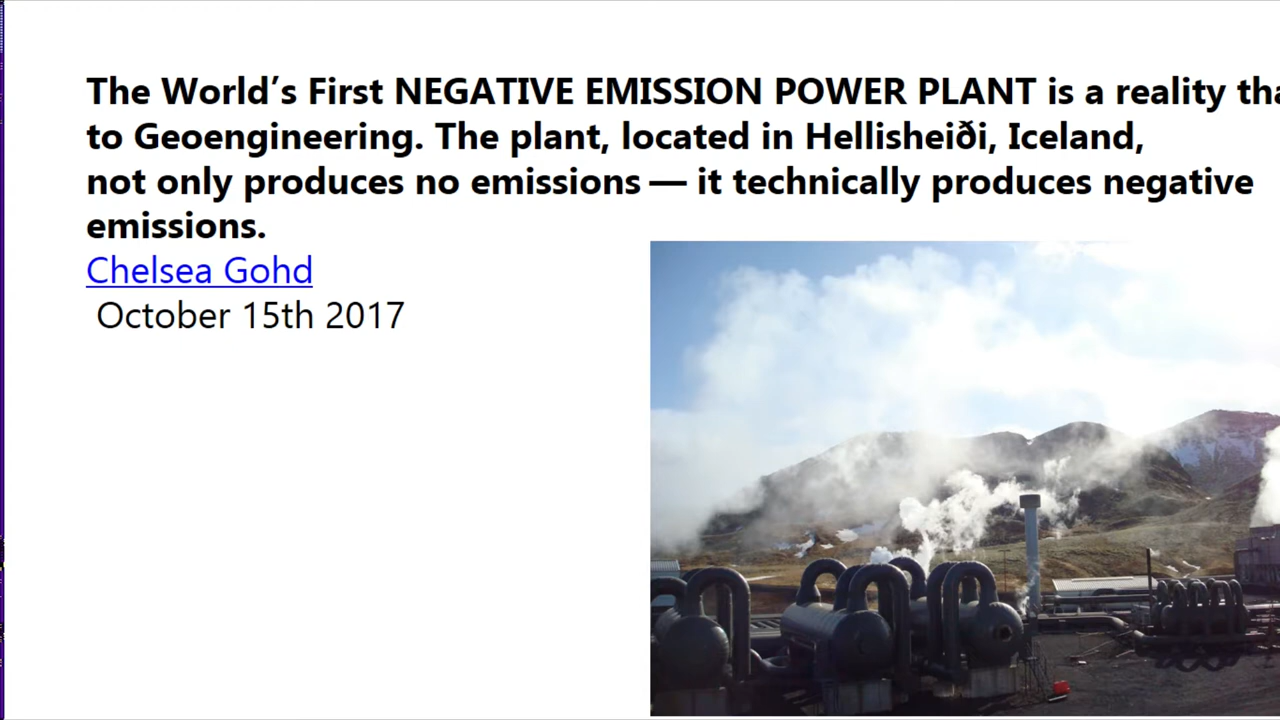 The World’s First NEGATIVE EMISSION POWER PLANT is a reality tha
to Geoengineering. The plant, located in Hellisheiði, Iceland,
not only produces no emissions — it technically produces negative
emissions.
Chelsea Gohd
October 15th 2017